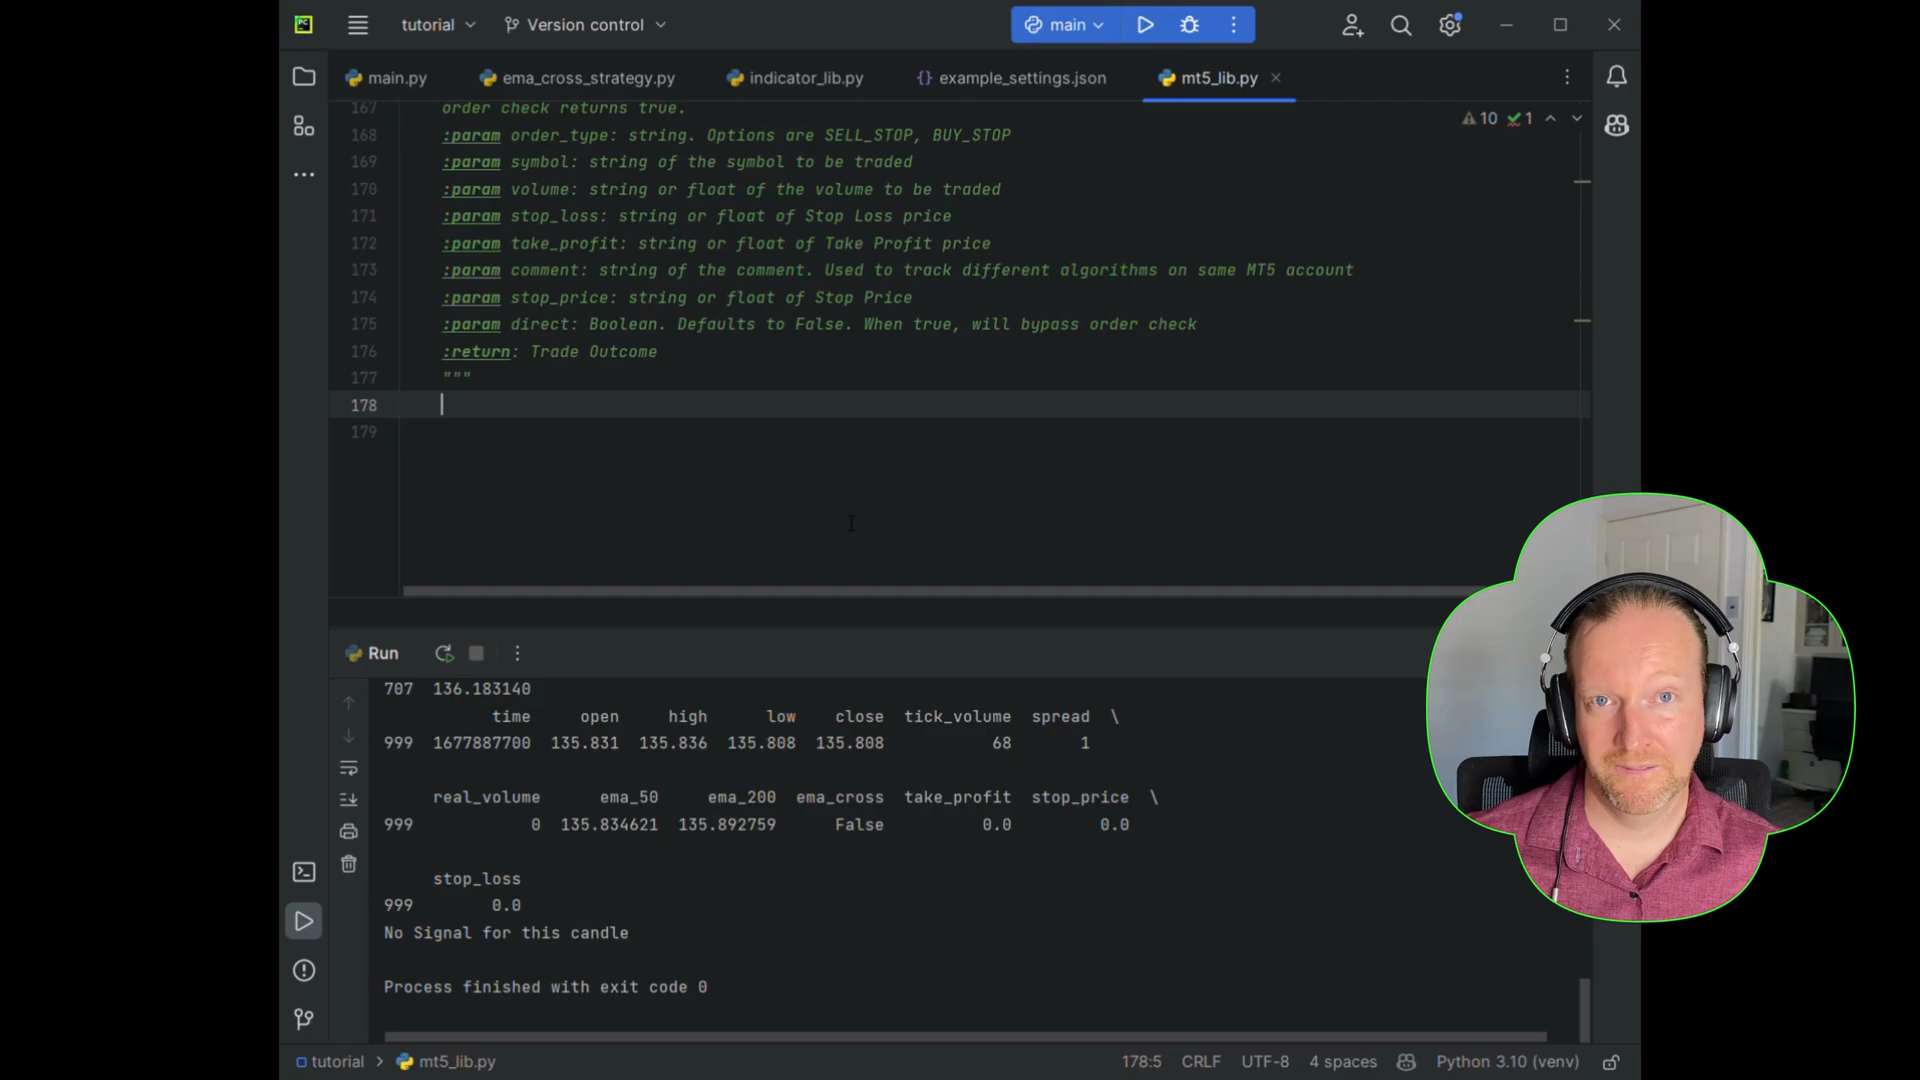 PC
tutorial
Version control
main
main.py
ema_cross_strategy.py
indicator_lib.py
{} example_settings.json
mt5_lib.py
10
1
167 order check returns true.
168 :param order_type: string. Options are SELL_STOP, BUY_STOP
169 :param symbol: string of the symbol to be traded
170 :param volume: string or float of the volume to be traded
171 :param stop_loss: string or float of Stop Loss price
172 :param take_profit: string or float of Take Profit price
173 :param comment: string of the comment. Used to track different algorithms on same MT5 account
174 :param stop_price: string or float of Stop Price
175 :param direct: Boolean. Defaults to False. When true, will bypass order check
176 :return: Trade Outcome
177 """
178
179
Run
707 136.183140
time open high low close tick_volume spread \
999 1677887700 135.831 135.836 135.808 135.808 68 1
real_volume ema_50 ema_200 ema_cross take_profit stop_price \
999 0 135.834621 135.892759 False 0.0 0.0
stop_loss
999 0.0
No Signal for this candle
Process finished with exit code 0
tutorial > mt5_lib.py
178:5 CRLF UTF-8 4 spaces Python 3.10 (venv)